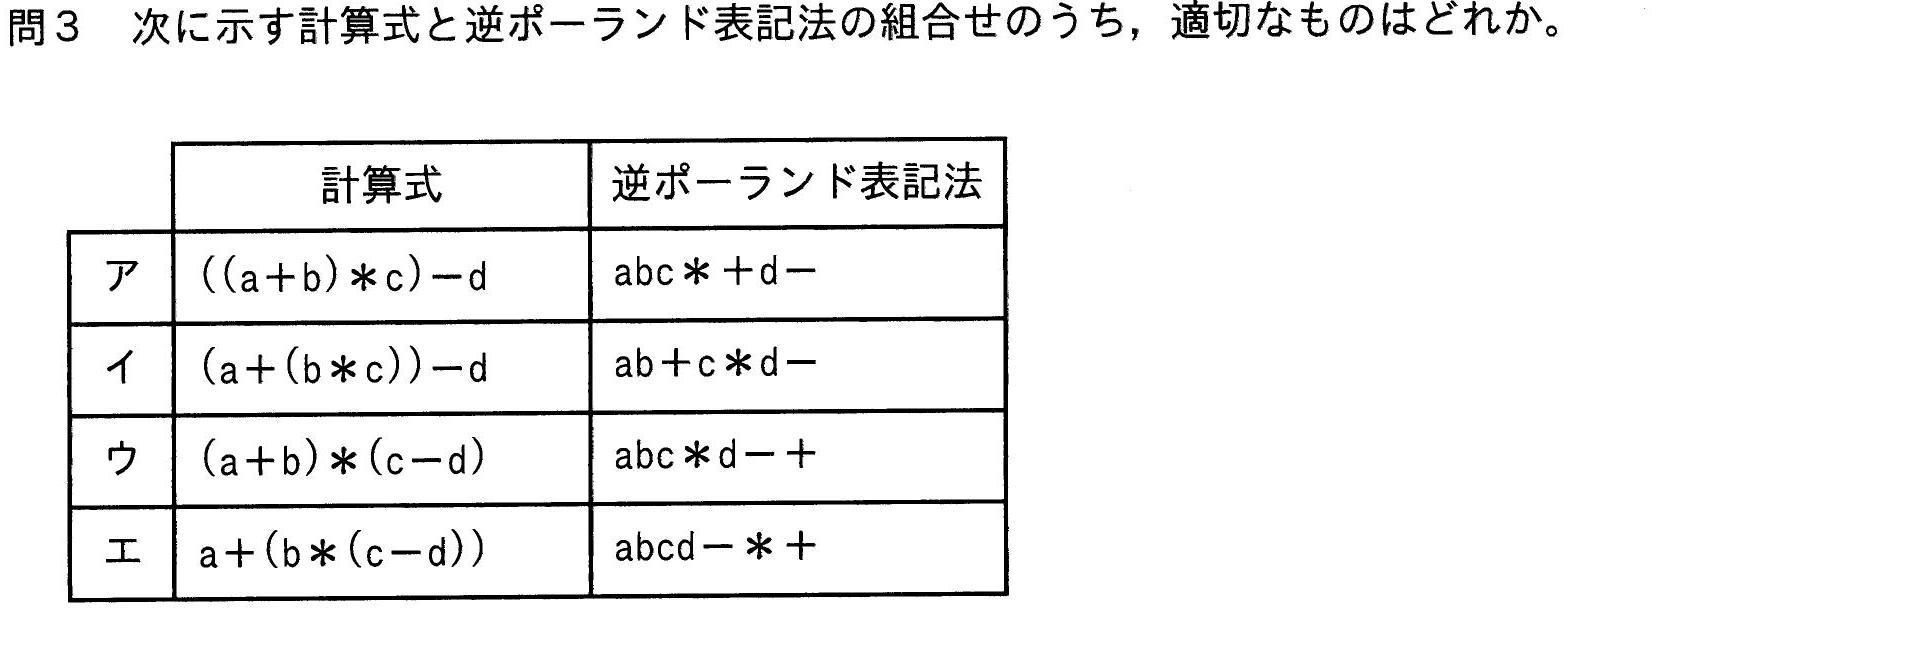 問3 次に示す計算式と逆ポーランド表記法の組合せのうち，適切なものはどれか。
計算式 逆ポーランド表記法
ア ((a+b)*c)-d abc*+d-
イ (a+(b*c))-d ab+c*d-
ウ (a+b)*(c-d) abc*d-+
エ a+(b*(c-d)) abcd-*+